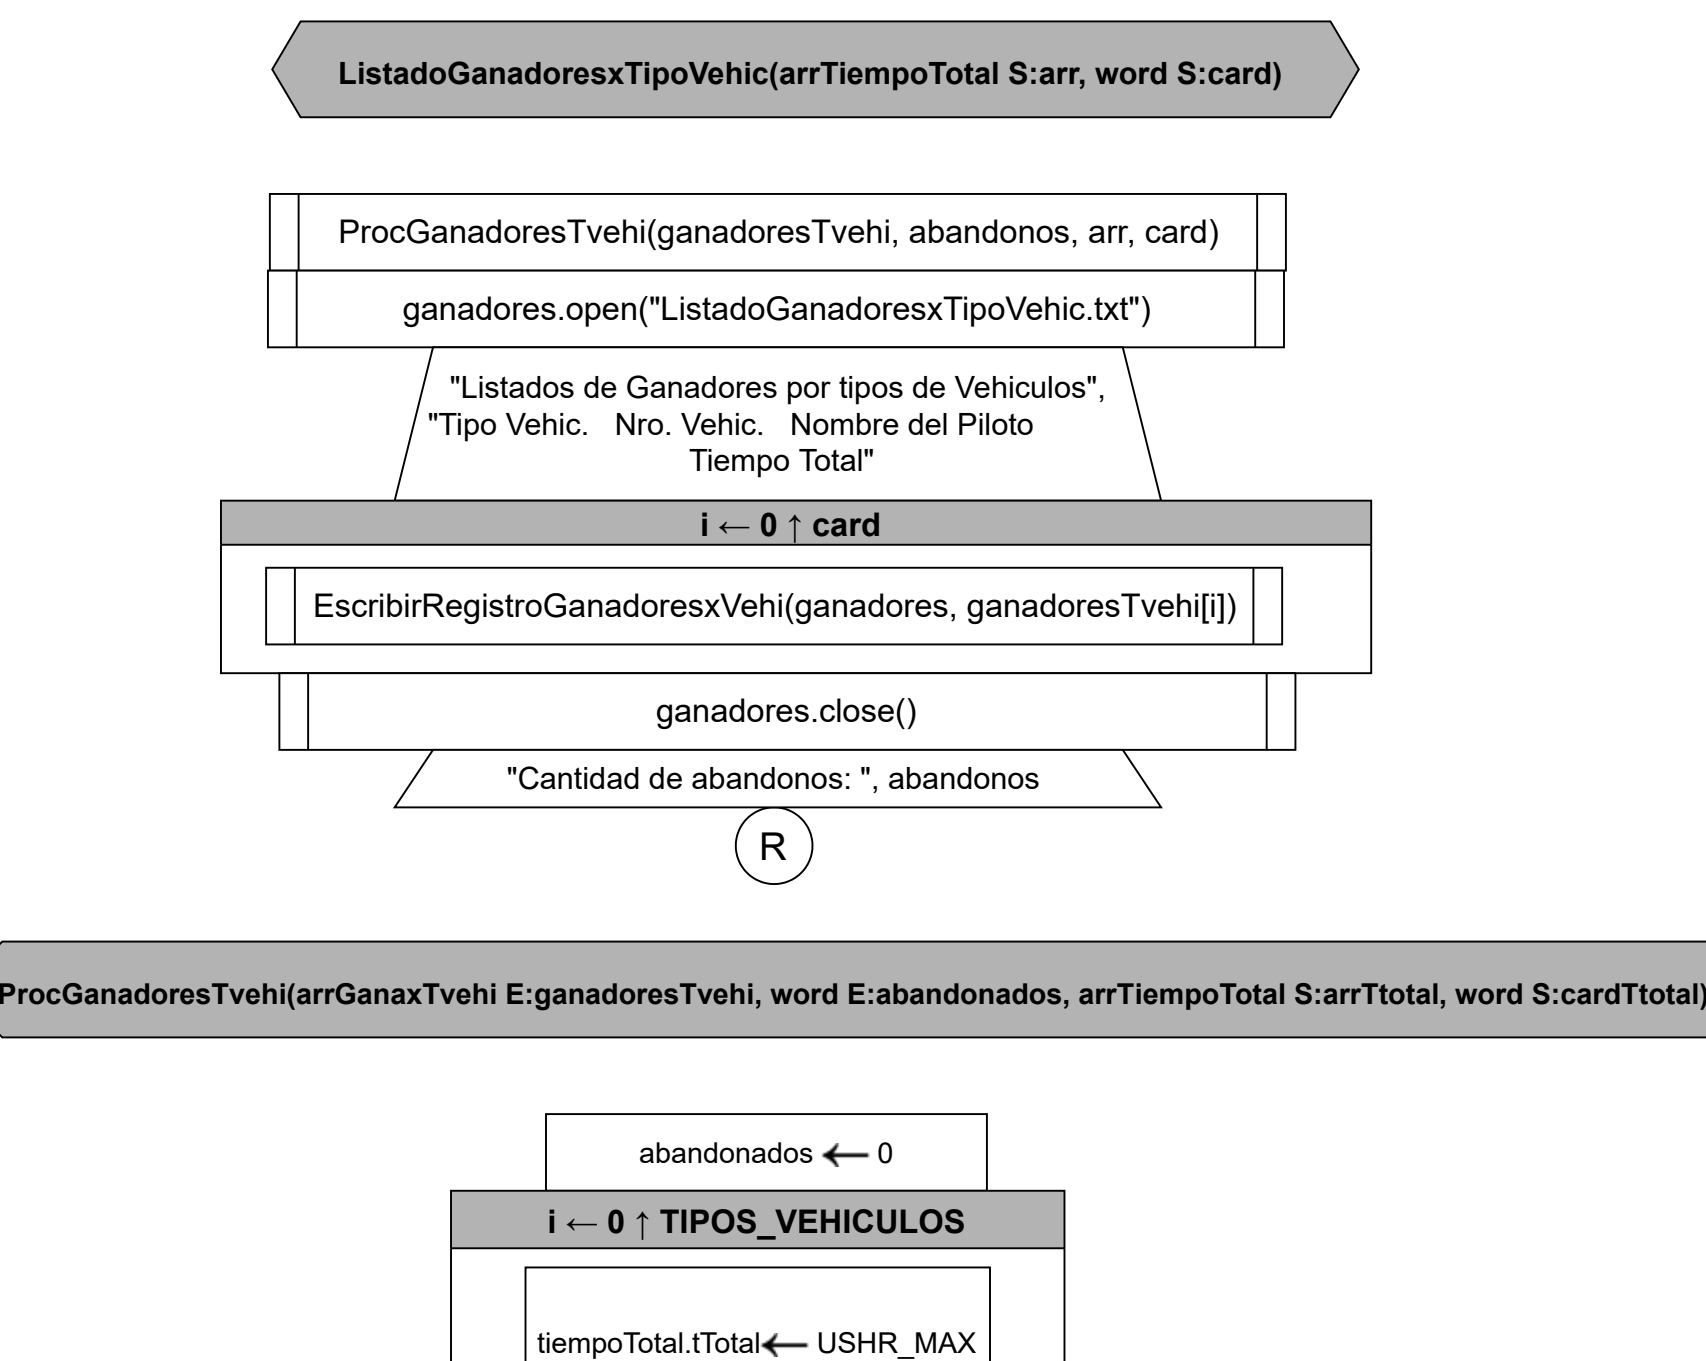 ListadoGanadoresxTipoVehic(arrTiempoTotal S:arr, word S:card)
ProcGanadoresTvehi(ganadoresTvehi, abandonos, arr, card)
ganadores.open("ListadoGanadoresxTipoVehic.txt")
"Listados de Ganadores por tipos de Vehiculos",
"Tipo Vehic.   Nro. Vehic.   Nombre del Piloto
Tiempo Total"
i ← 0 ↑ card
EscribirRegistroGanadoresxVehi(ganadores, ganadoresTvehi[i])
ganadores.close()
"Cantidad de abandonos: ", abandonos
R
ProcGanadoresTvehi(arrGanaxTvehi E:ganadoresTvehi, word E:abandonados, arrTiempoTotal S:arrTtotal, word S:cardTtotal)
abandonados ← 0
i ← 0 ↑ TIPOS_VEHICULOS
tiempoTotal.tTotal ← USHR_MAX